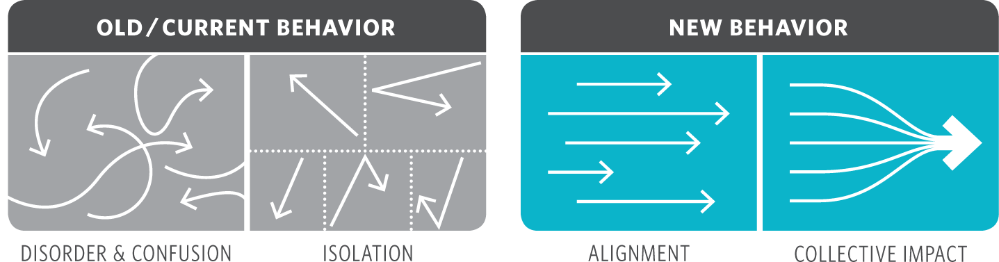 OLD / CURRENT BEHAVIOR
NEW BEHAVIOR
DISORDER & CONFUSION
ISOLATION
ALIGNMENT
COLLECTIVE IMPACT